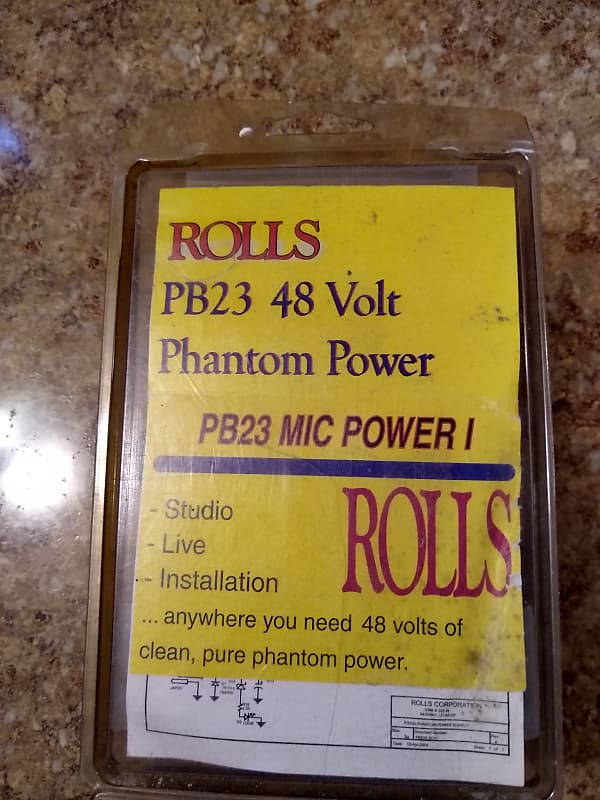 ROLLS
PB23 48 Volt
Phantom Power
PB23 MIC POWER I
- Studio
- Live
- Installation
ROLLS
... anywhere you need 48 volts of
clean, pure phantom power.
ROLLS CORPORATION